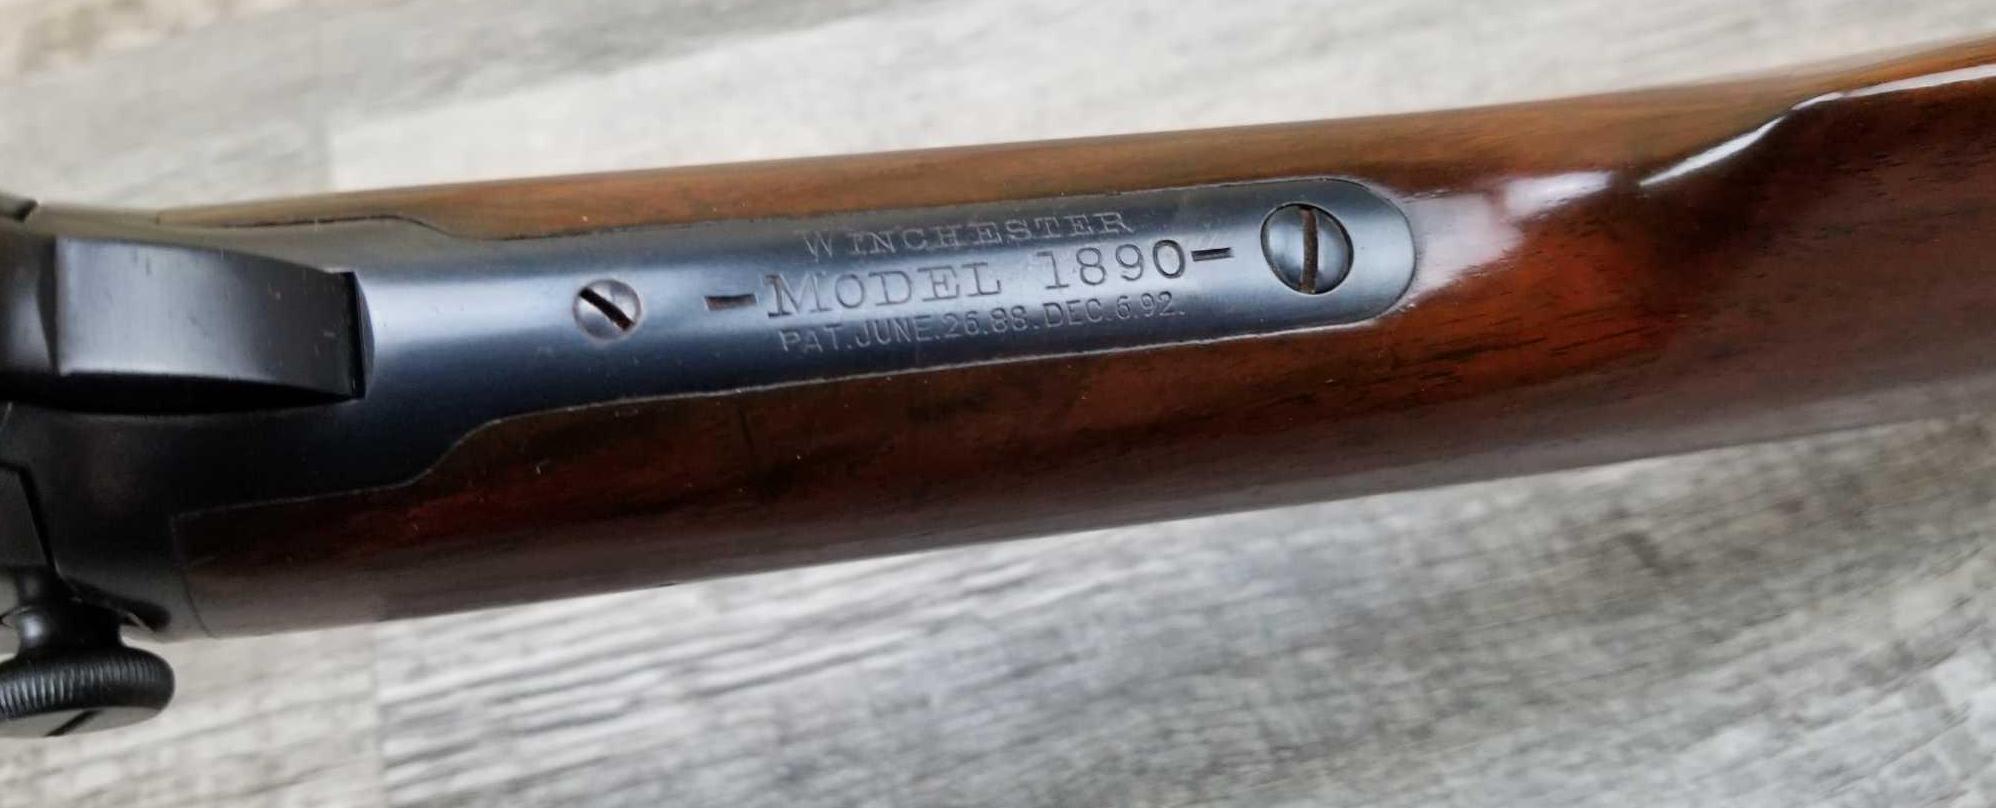 WINCHESTER
-MODEL 1890-
PAT. JUNE. 26.88. DEC. 6.92.